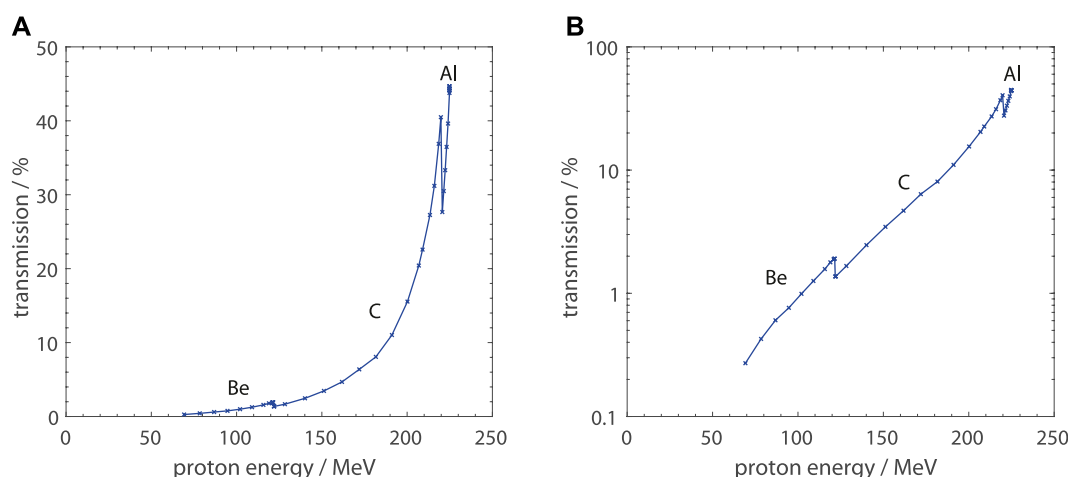 A
50
40
30
20
10
0
transmission / %
Al
C
Be
0 50 100 150 200 250
proton energy / MeV
B
100
10
1
0.1
transmission / %
Al
C
Be
0 50 100 150 200 250
proton energy / MeV